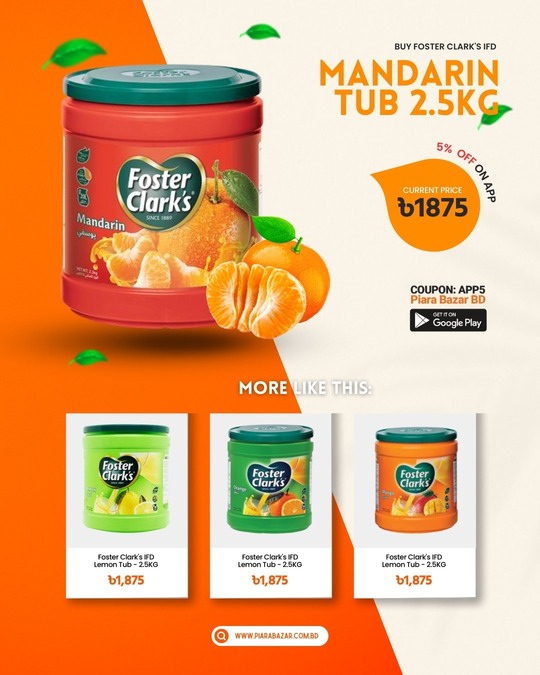 BUY FOSTER CLARK'S IFD
MANDARIN
TUB 2.5KG
5% OFF ON APP
CURRENT PRICE
৳1875
COUPON: APP5
Piara Bazar BD
GET IT ON
Google Play
Foster
Clark's
SINCE 1889
Mandarin
يوسفي
MORE LIKE THIS:
Foster
Clark's
Foster
Clark's
Orange
Foster
Clark's
Foster Clark's IFD
Lemon Tub - 2.5KG
৳1,875
Foster Clark's IFD
Lemon Tub - 2.5KG
৳1,875
Foster Clark's IFD
Lemon Tub - 2.5KG
৳1,875
WWW.PIARABAZAR.COM.BD